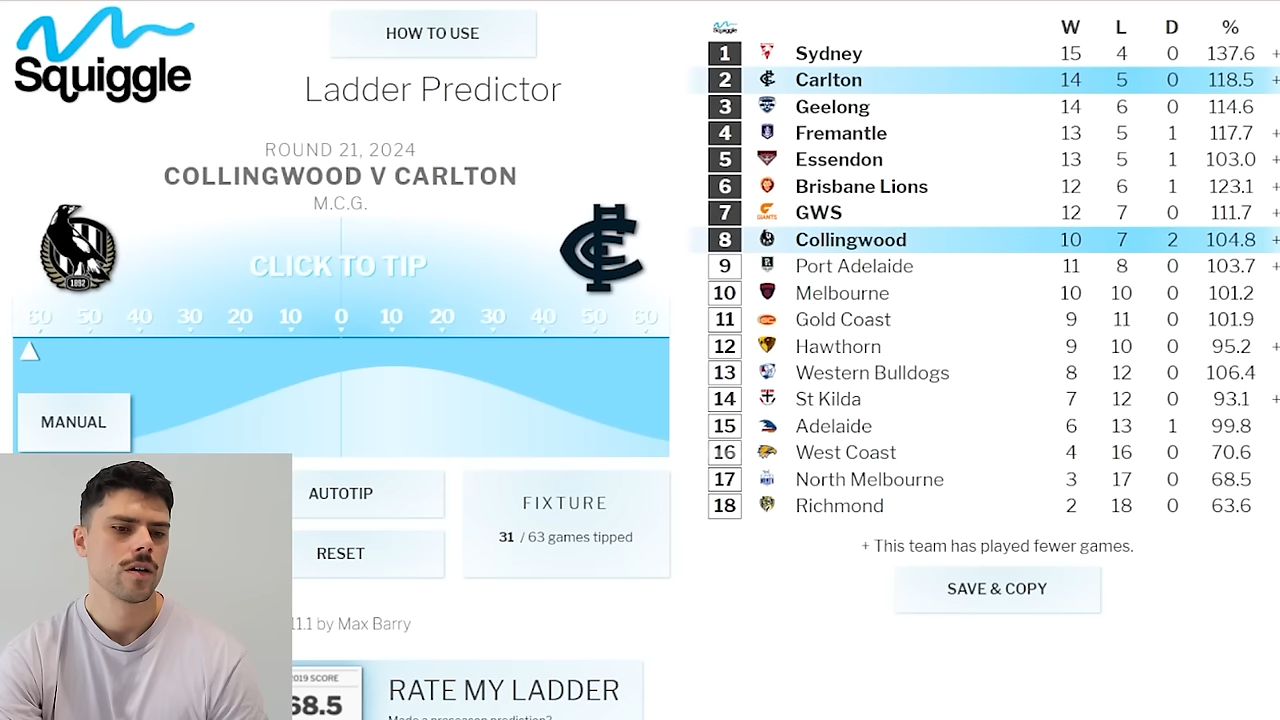 Squiggle
HOW TO USE
Ladder Predictor
ROUND 21, 2024
COLLINGWOOD V CARLTON
M.C.G.
1892
CLICK TO TIP
60 50 40 30 20 10 0 10 20 30 40 50 60
MANUAL
AUTOTIP
RESET
FIXTURE
31 / 63 games tipped
11.1 by Max Barry
2019 SCORE
68.5
RATE MY LADDER
Made a preseason prediction?
Squiggle W L D %
1 Sydney 15 4 0 137.6 +
2 Carlton 14 5 0 118.5 +
3 Geelong 14 6 0 114.6
4 Fremantle 13 5 1 117.7 +
5 Essendon 13 5 1 103.0 +
6 Brisbane Lions 12 6 1 123.1 +
7 GIANTS GWS 12 7 0 111.7 +
8 Collingwood 10 7 2 104.8 +
9 Port Adelaide 11 8 0 103.7 +
10 Melbourne 10 10 0 101.2
11 Gold Coast 9 11 0 101.9
12 Hawthorn 9 10 0 95.2 +
13 Western Bulldogs 8 12 0 106.4
14 St Kilda 7 12 0 93.1 +
15 Adelaide 6 13 1 99.8
16 West Coast 4 16 0 70.6
17 North Melbourne 3 17 0 68.5
18 Richmond 2 18 0 63.6
+ This team has played fewer games.
SAVE & COPY